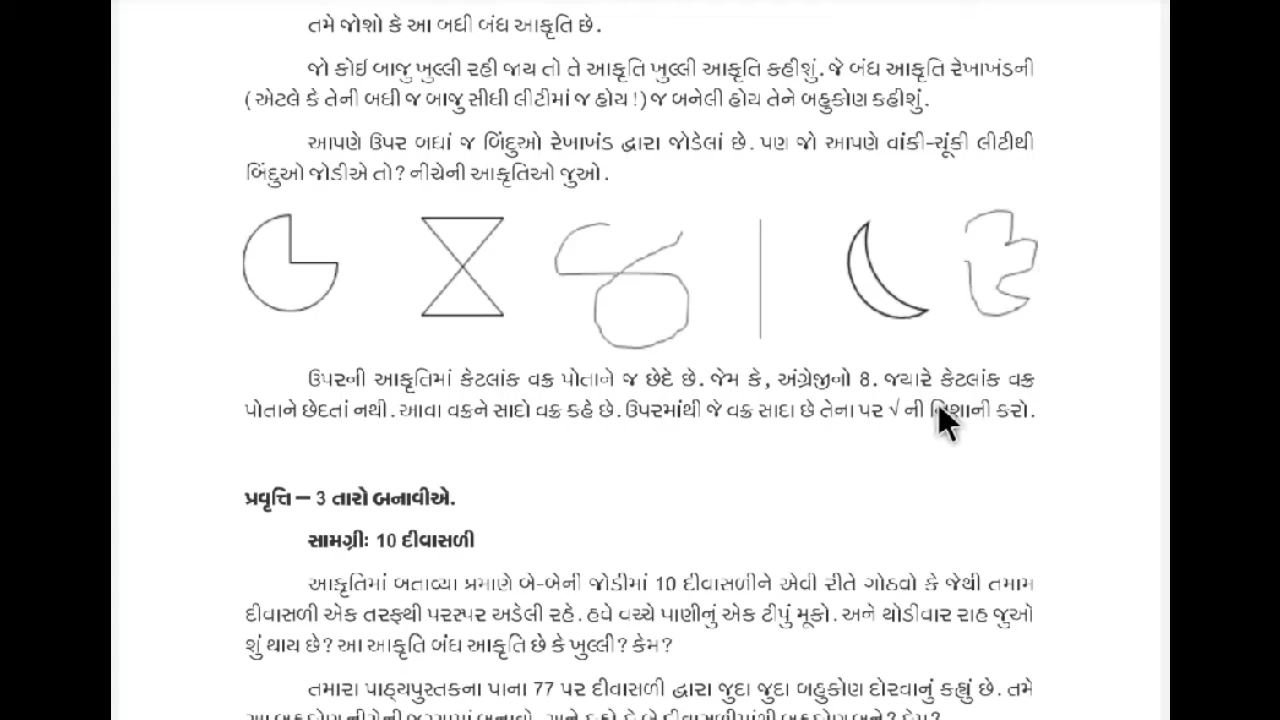 તમે જોશો કે આ બધી બંધ આકૃતિ છે.
જો કોઇ બાજુ ખુલ્લી રહી જાય તો તે આકૃતિ ખુલ્લી આકૃતિ કહીશું. જે બંધ આકૃતિ રેખાખંડની
(એટલે કે તેની બધી જ બાજુ સીધી લીટીમાં જ હોય!) જ બનેલી હોય તેને બહુકોણ કહીશું.
આપણે ઉપર બધાં જ બિંદુઓ રેખાખંડ દ્વારા જોડેલાં છે. પણ જો આપણે વાંકી-ચૂંકી લીટીથી
બિંદુઓ જોડીએ તો? નીચેની આકૃતિઓ જુઓ.
ઉપરની આકૃતિમાં કેટલાંક વક્ર પોતાને જ છેદે છે. જેમ કે, અંગ્રેજીનો 8. જયારે કેટલાંક વક્ર
પોતાને છેદતાં નથી. આવા વક્રને સાદો વક્ર કહે છે. ઉપરમાંથી જે વક્ર સાદા છે તેના પર √ ની નિશાની કરો.
પ્રવૃત્તિ – 3 તારો બનાવીએ.
સામગ્રીઃ 10 દીવાસળી
આકૃતિમાં બતાવ્યા પ્રમાણે બે-બેની જોડીમાં 10 દીવાસળીને એવી રીતે ગોઠવો કે જેથી તમામ
દીવાસળી એક તરફથી પરસ્પર અડેલી રહે. હવે વચ્ચે પાણીનું એક ટીપું મૂકો. અને થોડીવાર રાહ જુઓ
શું થાય છે? આ આકૃતિ બંધ આકૃતિ છે કે ખુલ્લી? કેમ?
તમારા પાઠ્યપુસ્તકના પાના 77 પર દીવાસળી દ્વારા જુદા જુદા બહુકોણ દોરવાનું કહ્યું છે. તમે